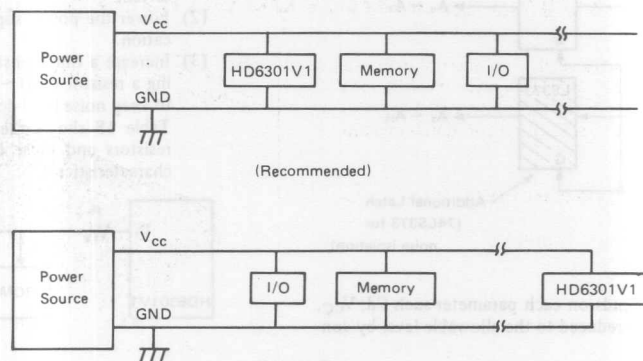 Vcc
Power
Source
HD6301V1
Memory
I/O
GND
(Recommended)
Vcc
Power
Source
I/O
Memory
HD6301V1
GND